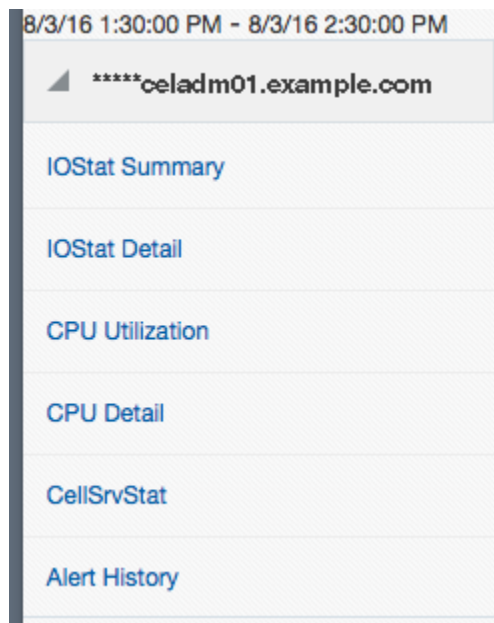 8/3/16 1:30:00 PM - 8/3/16 2:30:00 PM
*****celadm01.example.com
IOStat Summary
IOStat Detail
CPU Utilization
CPU Detail
CellSrvStat
Alert History